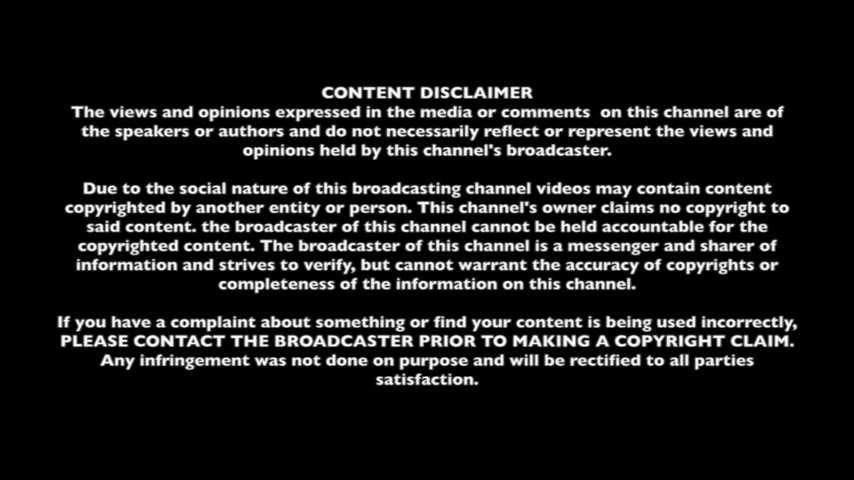 CONTENT DISCLAIMER
The views and opinions expressed in the media or comments on this channel are of
the speakers or authors and do not necessarily reflect or represent the views and
opinions held by this channel's broadcaster.
Due to the social nature of this broadcasting channel videos may contain content
copyrighted by another entity or person. This channel's owner claims no copyright to
said content. the broadcaster of this channel cannot be held accountable for the
copyrighted content. The broadcaster of this channel is a messenger and sharer of
information and strives to verify, but cannot warrant the accuracy of copyrights or
completeness of the information on this channel.
If you have a complaint about something or find your content is being used incorrectly,
PLEASE CONTACT THE BROADCASTER PRIOR TO MAKING A COPYRIGHT CLAIM.
Any infringement was not done on purpose and will be rectified to all parties
satisfaction.